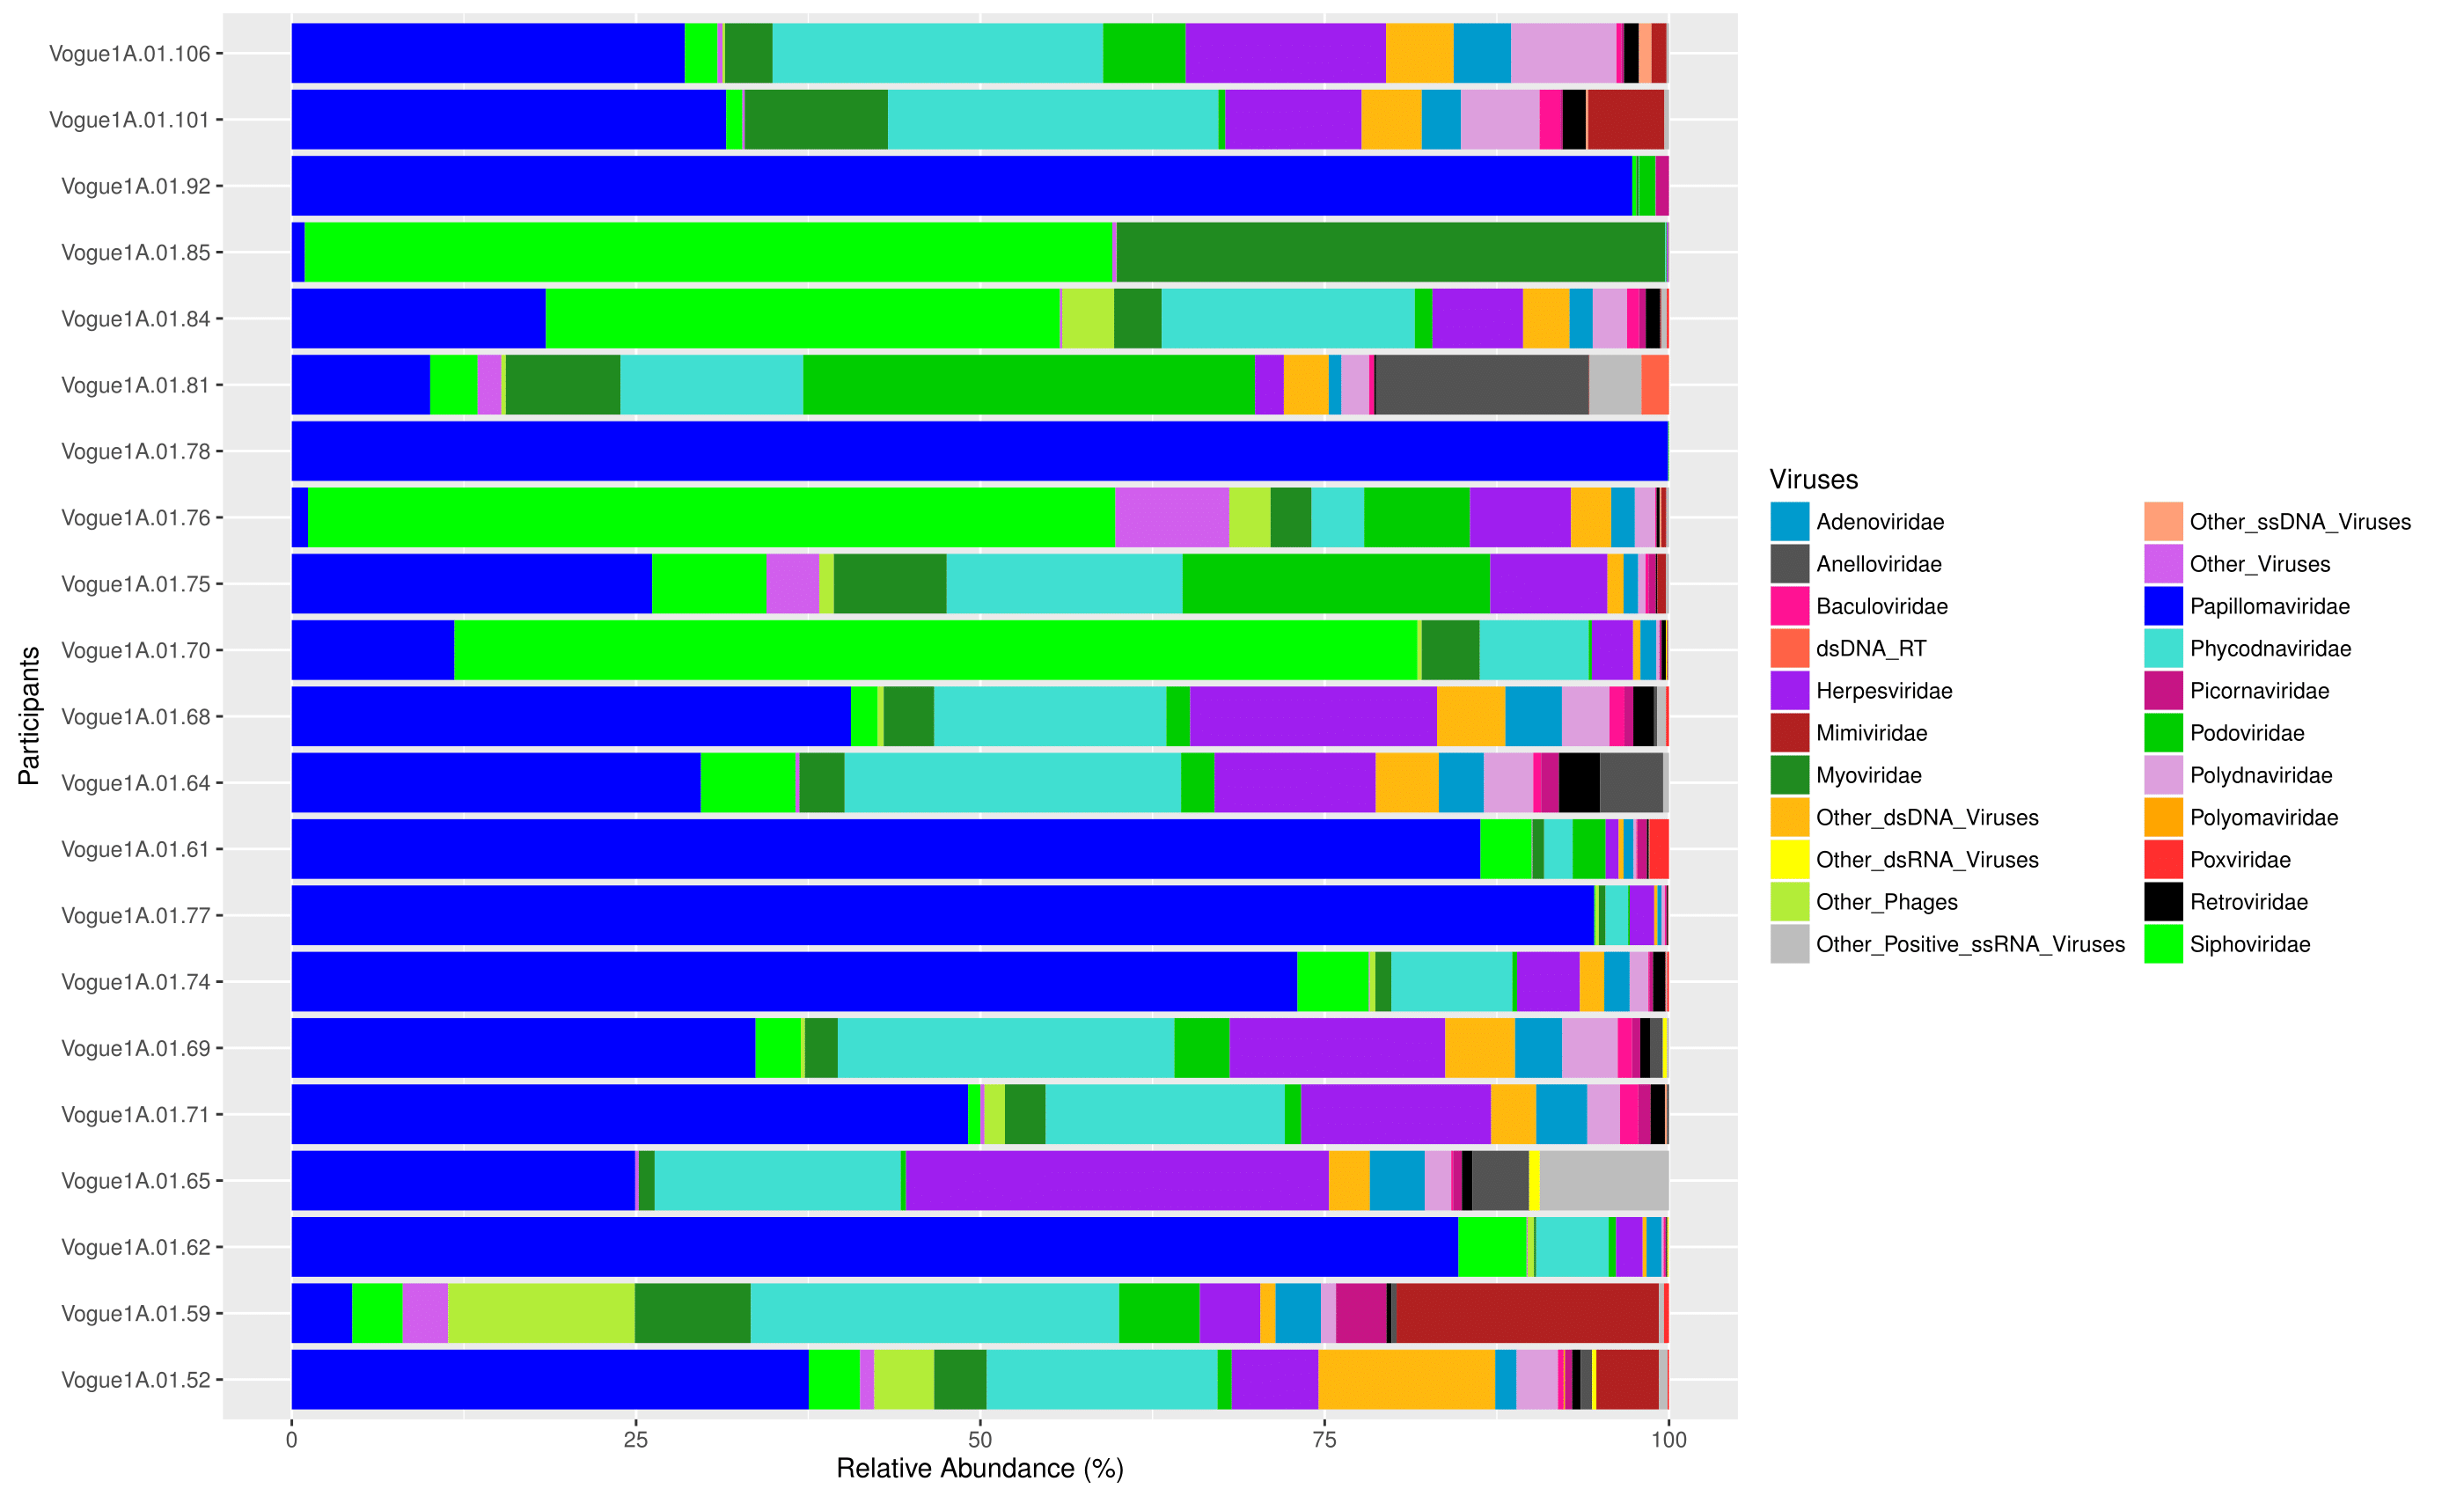 Vogue1A.01.106
Vogue1A.01.101
Vogue1A.01.92
Vogue1A.01.85
Vogue1A.01.84
Vogue1A.01.81
Vogue1A.01.78
Vogue1A.01.76
Vogue1A.01.75
Vogue1A.01.70
Vogue1A.01.68
Vogue1A.01.64
Vogue1A.01.61
Vogue1A.01.77
Vogue1A.01.74
Vogue1A.01.69
Vogue1A.01.71
Vogue1A.01.65
Vogue1A.01.62
Vogue1A.01.59
Vogue1A.01.52
Participants
0 25 50 75 100
Relative Abundance (%)
Viruses
Adenoviridae
Anelloviridae
Baculoviridae
dsDNA_RT
Herpesviridae
Mimiviridae
Myoviridae
Other_dsDNA_Viruses
Other_dsRNA_Viruses
Other_Phages
Other_Positive_ssRNA_Viruses
Other_ssDNA_Viruses
Other_Viruses
Papillomaviridae
Phycodnaviridae
Picornaviridae
Podoviridae
Polydnaviridae
Polyomaviridae
Poxviridae
Retroviridae
Siphoviridae